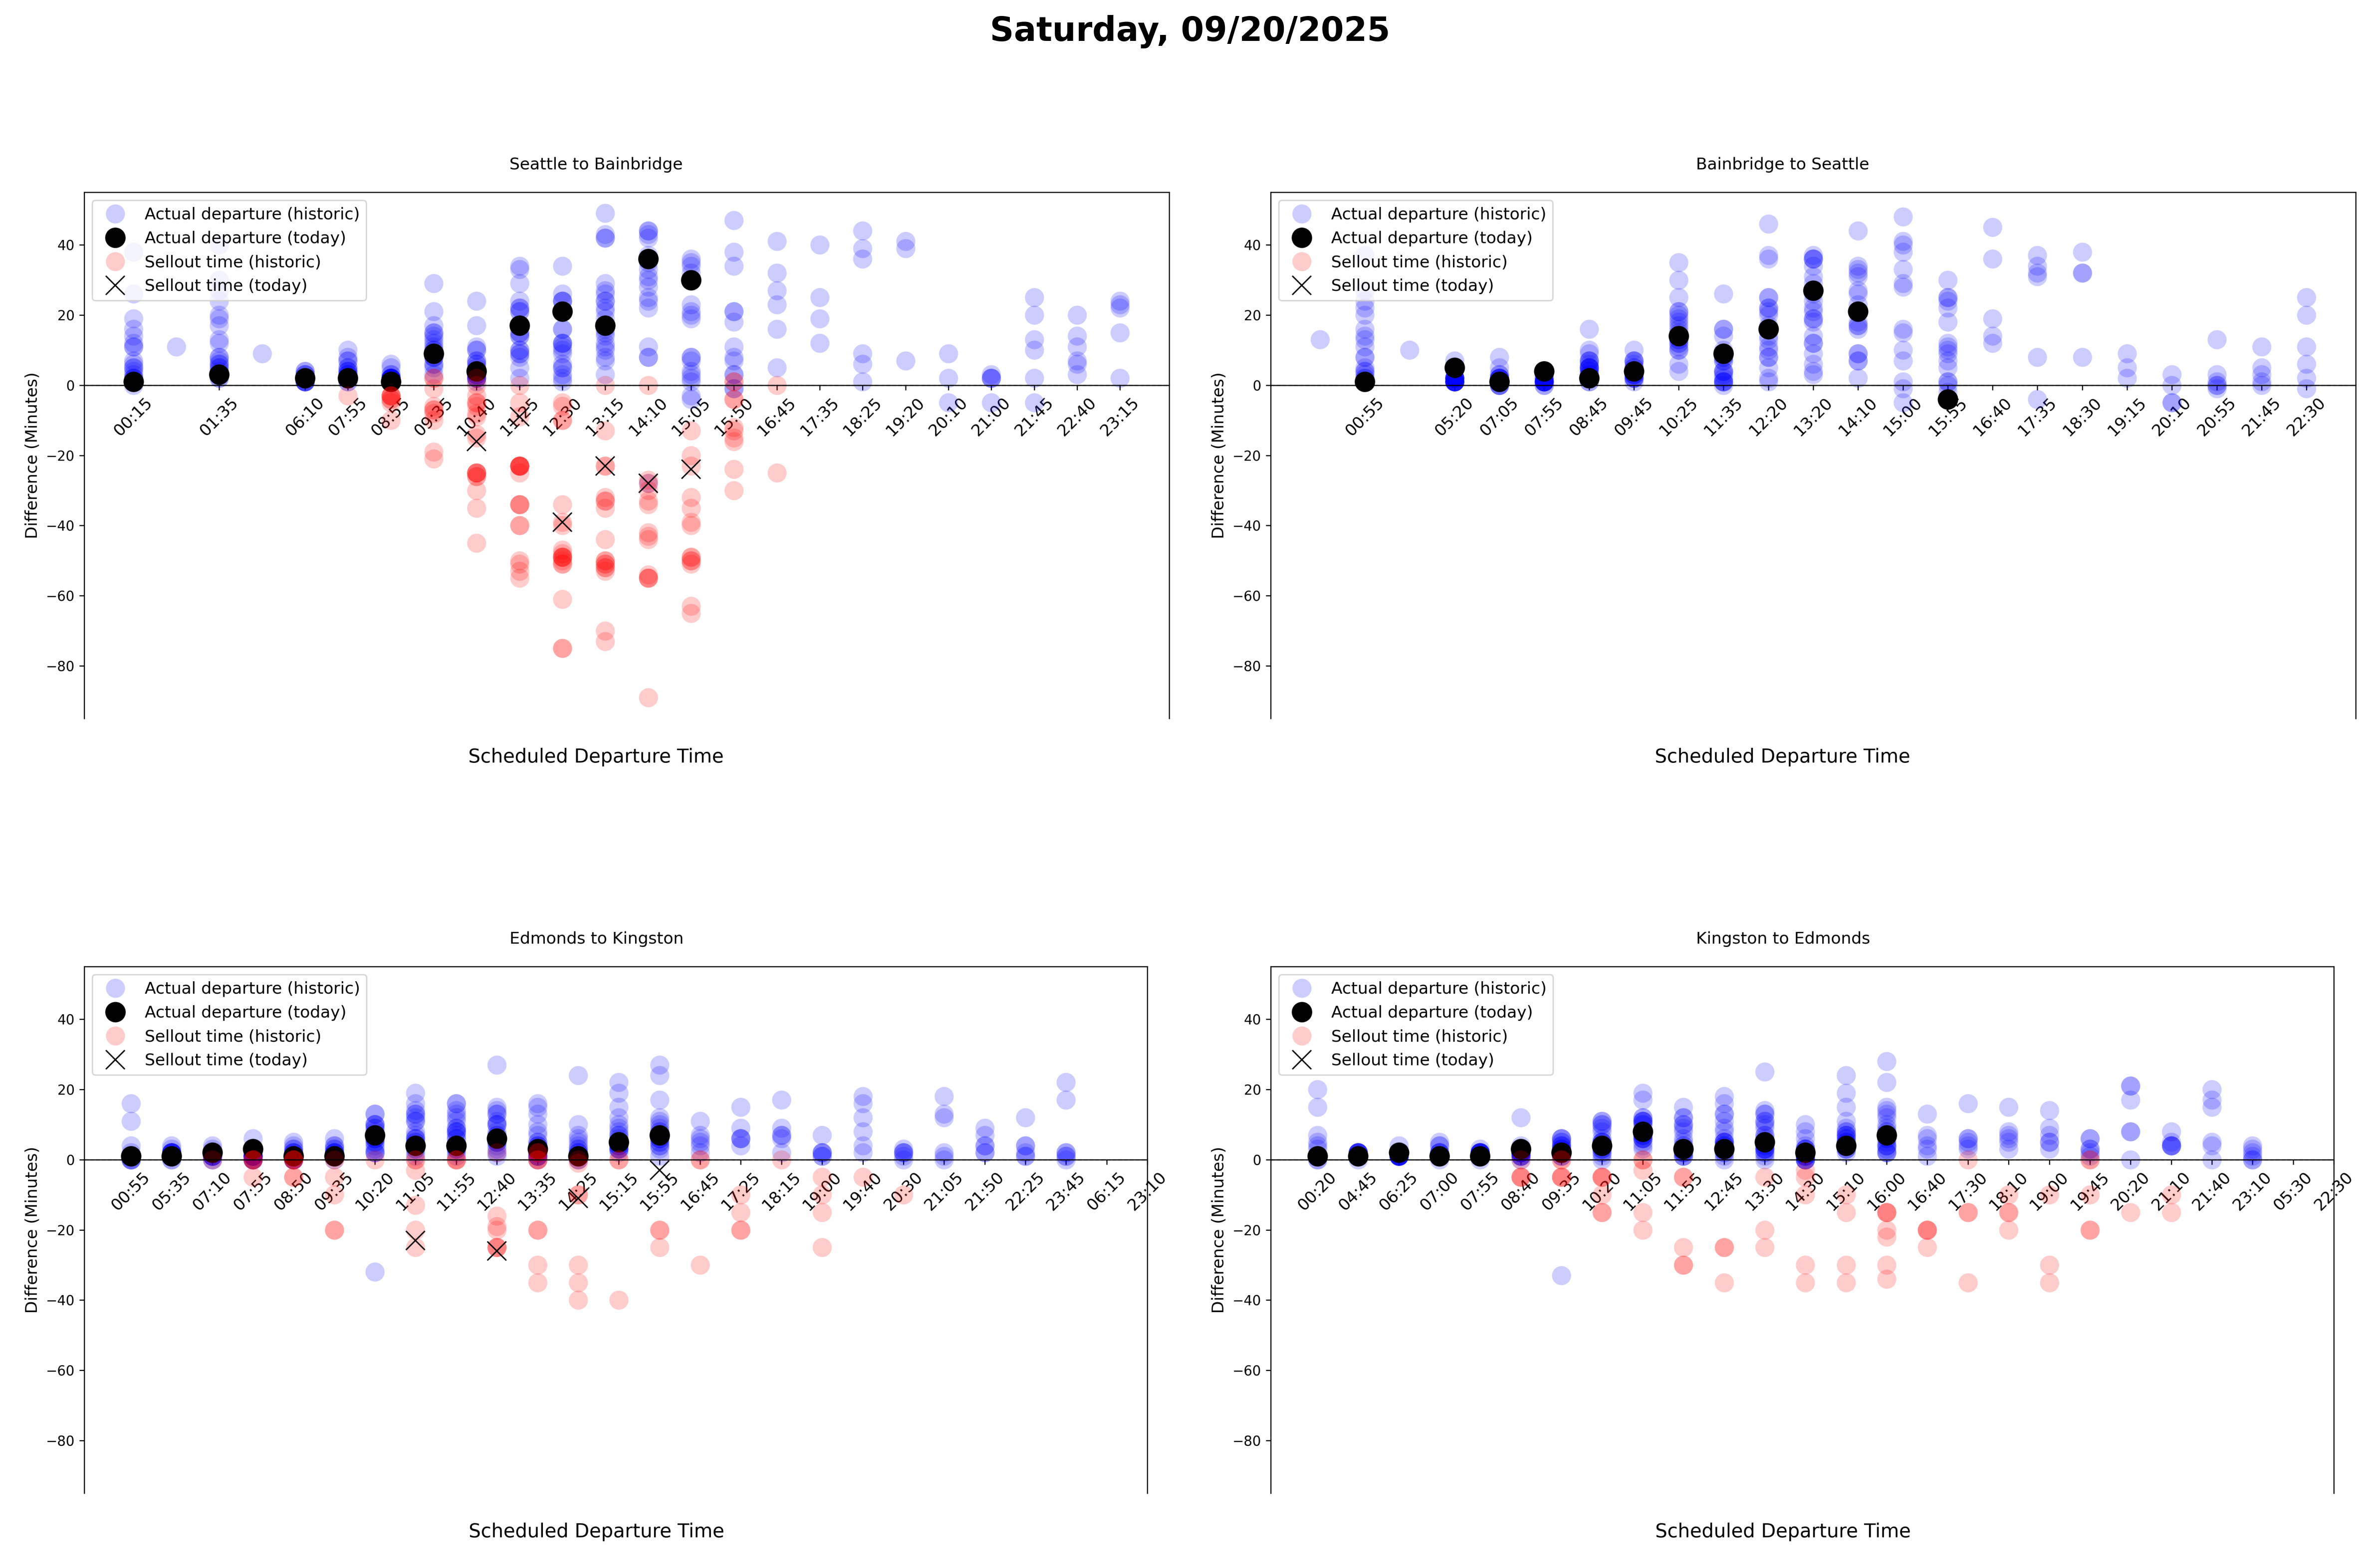 Saturday, 09/20/2025
Seattle to Bainbridge
Actual departure (historic)
Actual departure (today)
Sellout time (historic)
Sellout time (today)
Difference (Minutes)
40
20
0
−20
−40
−60
−80
00:15 01:35 06:10 07:55 08:55 09:35 10:40 11:25 12:30 13:15 14:10 15:05 15:50 16:45 17:35 18:25 19:20 20:10 21:00 21:45 22:40 23:15
Scheduled Departure Time
Bainbridge to Seattle
Actual departure (historic)
Actual departure (today)
Sellout time (historic)
Sellout time (today)
Difference (Minutes)
40
20
0
−20
−40
−60
−80
00:55 05:20 07:05 07:55 08:45 09:45 10:25 11:35 12:20 13:20 14:10 15:00 15:55 16:40 17:35 18:30 19:15 20:10 20:55 21:45 22:30
Scheduled Departure Time
Edmonds to Kingston
Actual departure (historic)
Actual departure (today)
Sellout time (historic)
Sellout time (today)
Difference (Minutes)
40
20
0
−20
−40
−60
−80
00:55 05:35 07:10 07:55 08:50 09:35 10:20 11:05 11:55 12:40 13:35 14:25 15:15 15:55 16:45 17:25 18:15 19:00 19:40 20:30 21:05 21:50 22:25 23:45 06:15 23:10
Scheduled Departure Time
Kingston to Edmonds
Actual departure (historic)
Actual departure (today)
Sellout time (historic)
Sellout time (today)
Difference (Minutes)
40
20
0
−20
−40
−60
−80
00:20 04:45 06:25 07:00 07:55 08:40 09:35 10:20 11:05 11:55 12:45 13:30 14:30 15:10 16:00 16:40 17:30 18:10 19:00 19:45 20:20 21:10 21:40 23:10 05:30 22:30
Scheduled Departure Time